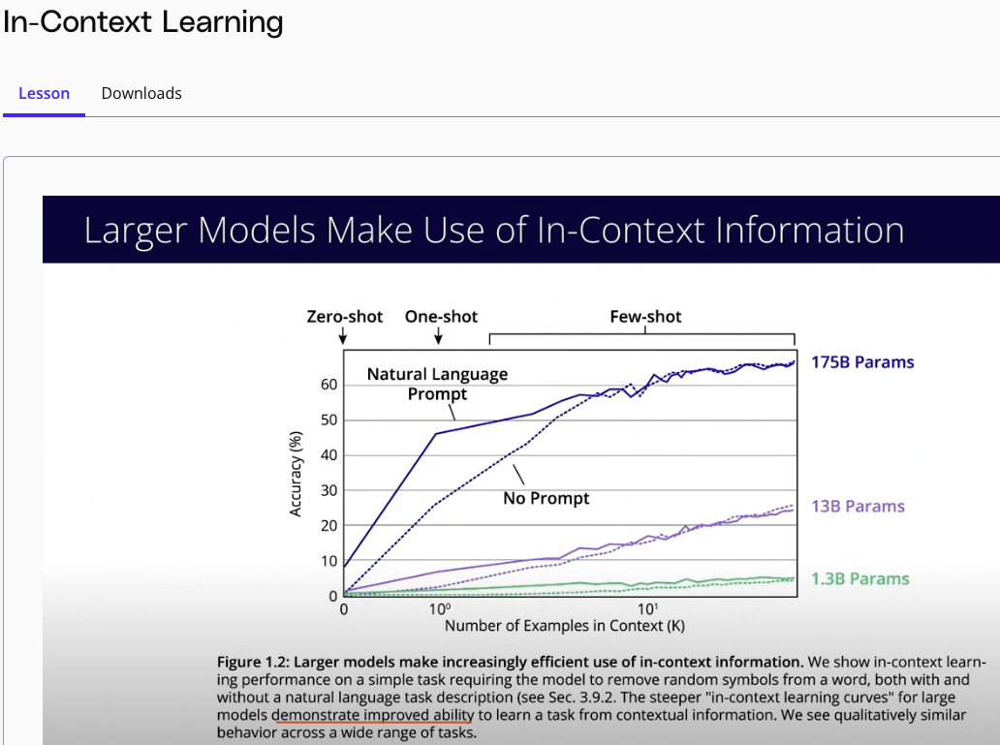 In-Context Learning
Lesson
Downloads
Larger Models Make Use of In-Context Information
Zero-shot
One-shot
Few-shot
175B Params
Natural Language
Prompt
No Prompt
13B Params
1.3B Params
Accuracy (%)
60
50
40
30
20
10
0
0
10⁰
10¹
Number of Examples in Context (K)
Figure 1.2: Larger models make increasingly efficient use of in-context information. We show in-context learn-
ing performance on a simple task requiring the model to remove random symbols from a word, both with and
without a natural language task description (see Sec. 3.9.2. The steeper "in-context learning curves" for large
models demonstrate improved ability to learn a task from contextual information. We see qualitatively similar
behavior across a wide range of tasks.